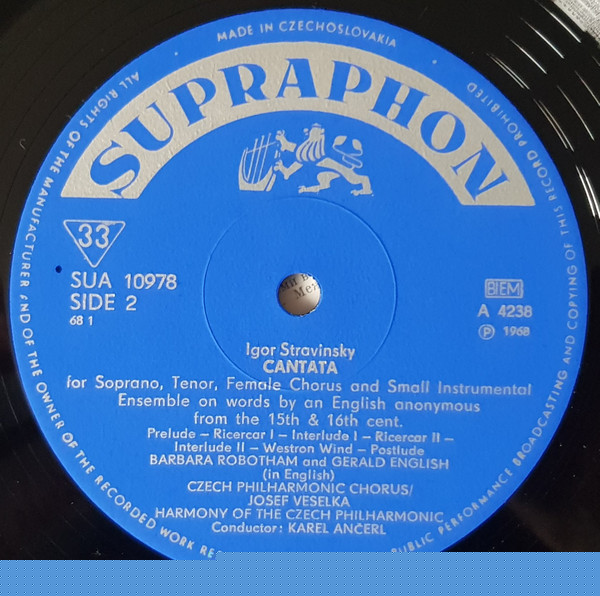 MADE IN CZECHOSLOVAKIA
SUPRAPHON
33
SUA 10978
SIDE 2
68 1
BIEM
A 4238
Ⓟ 1968
Igor Stravinsky
CANTATA
for Soprano, Tenor, Female Chorus and Small Instrumental
Ensemble on words by an English anonymous
from the 15th & 16th cent.
Prelude – Ricercar I – Interlude I – Ricercar II –
Interlude II – Westron Wind – Postlude
BARBARA ROBOTHAM and GERALD ENGLISH
(in English)
CZECH PHILHARMONIC CHORUS/
JOSEF VESELKA
HARMONY OF THE CZECH PHILHARMONIC
Conductor: KAREL ANČERL
ALL RIGHTS OF THE MANUFACTURER AND OF THE OWNER OF THE RECORDED WORK RE
PUBLIC PERFORMANCE BROADCASTING AND COPYING OF THIS RECORD PROHIBITED